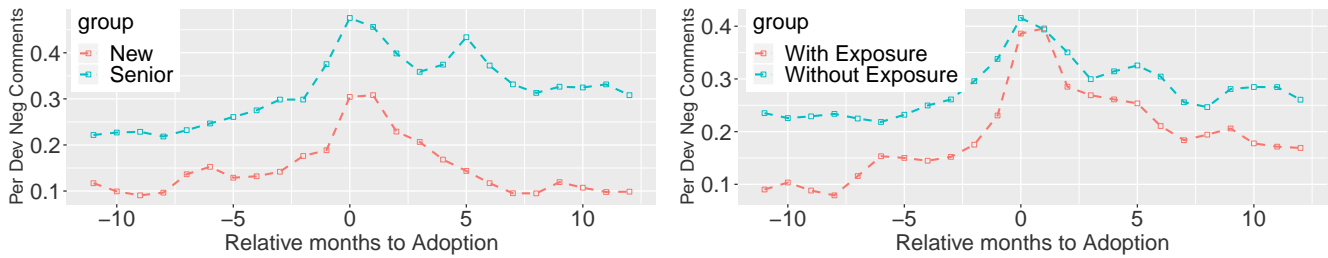 Per Dev Neg Comments
0.4
0.3
0.2
0.1
group
New
Senior
−10
−5
0
5
10
Relative months to Adoption
Per Dev Neg Comments
0.4
0.3
0.2
0.1
group
With Exposure
Without Exposure
−10
−5
0
5
10
Relative months to Adoption